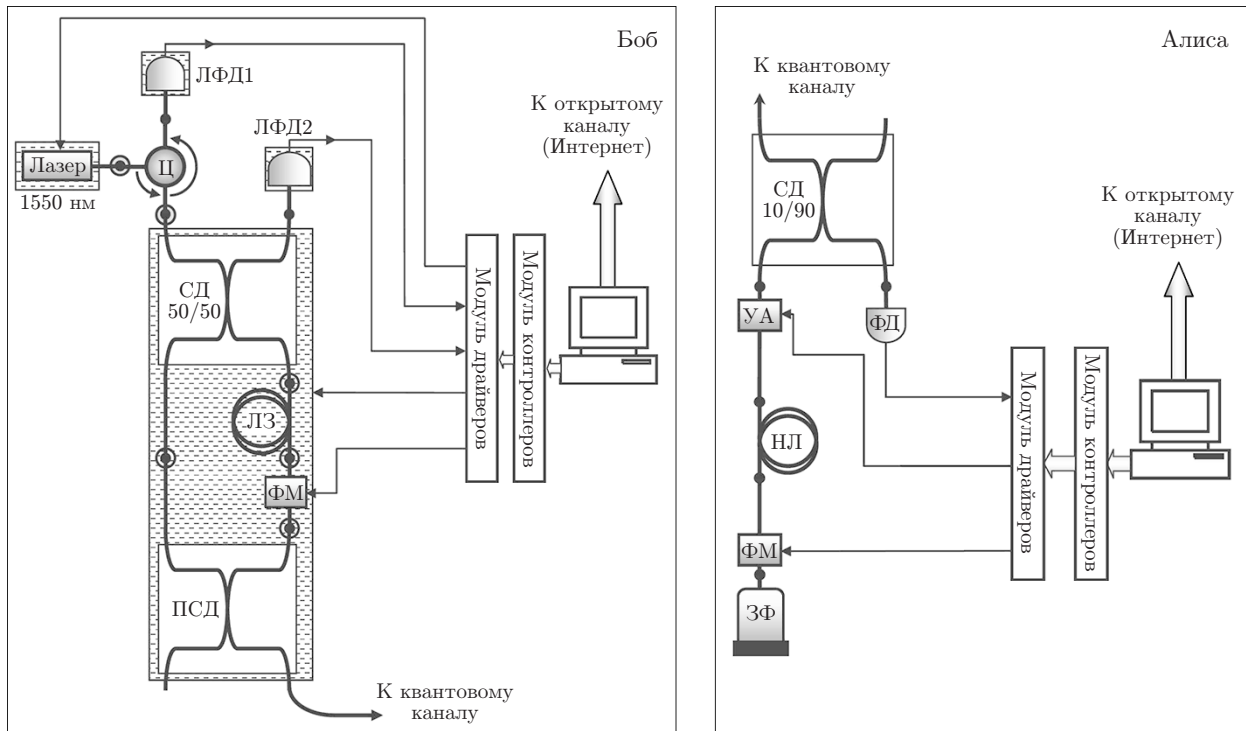 Боб
ЛФД1
ЛФД2
К открытому
каналу
(Интернет)
Лазер
Ц
1550 нм
СД
50/50
Модуль драйверов
Модуль контроллеров
ЛЗ
ФМ
ПСД
К квантовому
каналу
Алиса
К квантовому
каналу
СД
10/90
К открытому
каналу
(Интернет)
УА
ФД
НЛ
Модуль драйверов
Модуль контроллеров
ФМ
ЗФ